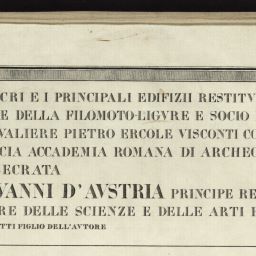 CRI E I PRINCIPALI EDIFIZII RESTITV
E DELLA FILOMOTO-LIGVRE E SOCIO
VALIERE PIETRO ERCOLE VISCONTI CO
CIA ACCADEMIA ROMANA DI ARCHEO
ECRATA
VANNI D'AVSTRIA PRINCIPE RE
RE DELLE SCIENZE E DELLE ARTI
TTI FIGLIO DELL'AVTORE